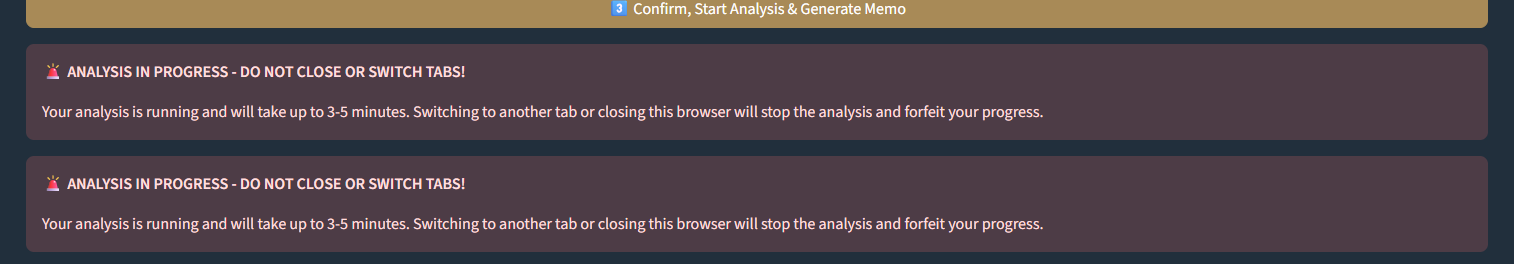 3 Confirm, Start Analysis & Generate Memo
🚨 ANALYSIS IN PROGRESS - DO NOT CLOSE OR SWITCH TABS!
Your analysis is running and will take up to 3-5 minutes. Switching to another tab or closing this browser will stop the analysis and forfeit your progress.
🚨 ANALYSIS IN PROGRESS - DO NOT CLOSE OR SWITCH TABS!
Your analysis is running and will take up to 3-5 minutes. Switching to another tab or closing this browser will stop the analysis and forfeit your progress.